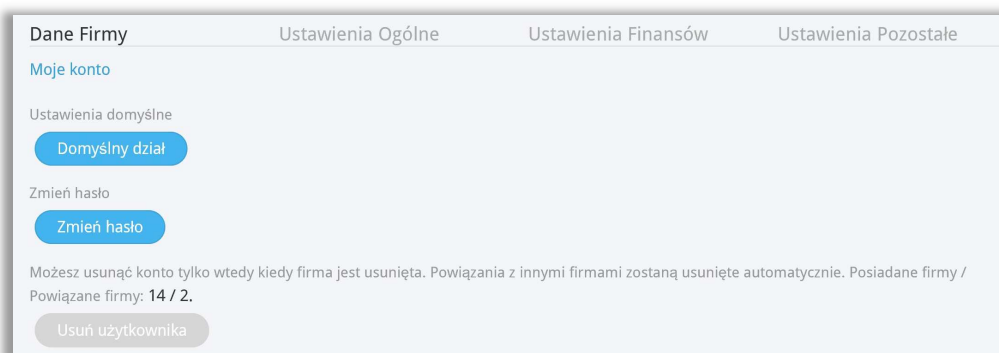 Dane Firmy Ustawienia Ogólne Ustawienia Finansów Ustawienia Pozostałe
Moje konto
Ustawienia domyślne
Domyślny dział
Zmień hasło
Zmień hasło
Możesz usunąć konto tylko wtedy kiedy firma jest usunięta. Powiązania z innymi firmami zostaną usunięte automatycznie. Posiadane firmy /
Powiązane firmy: 14 / 2.
Usuń użytkownika